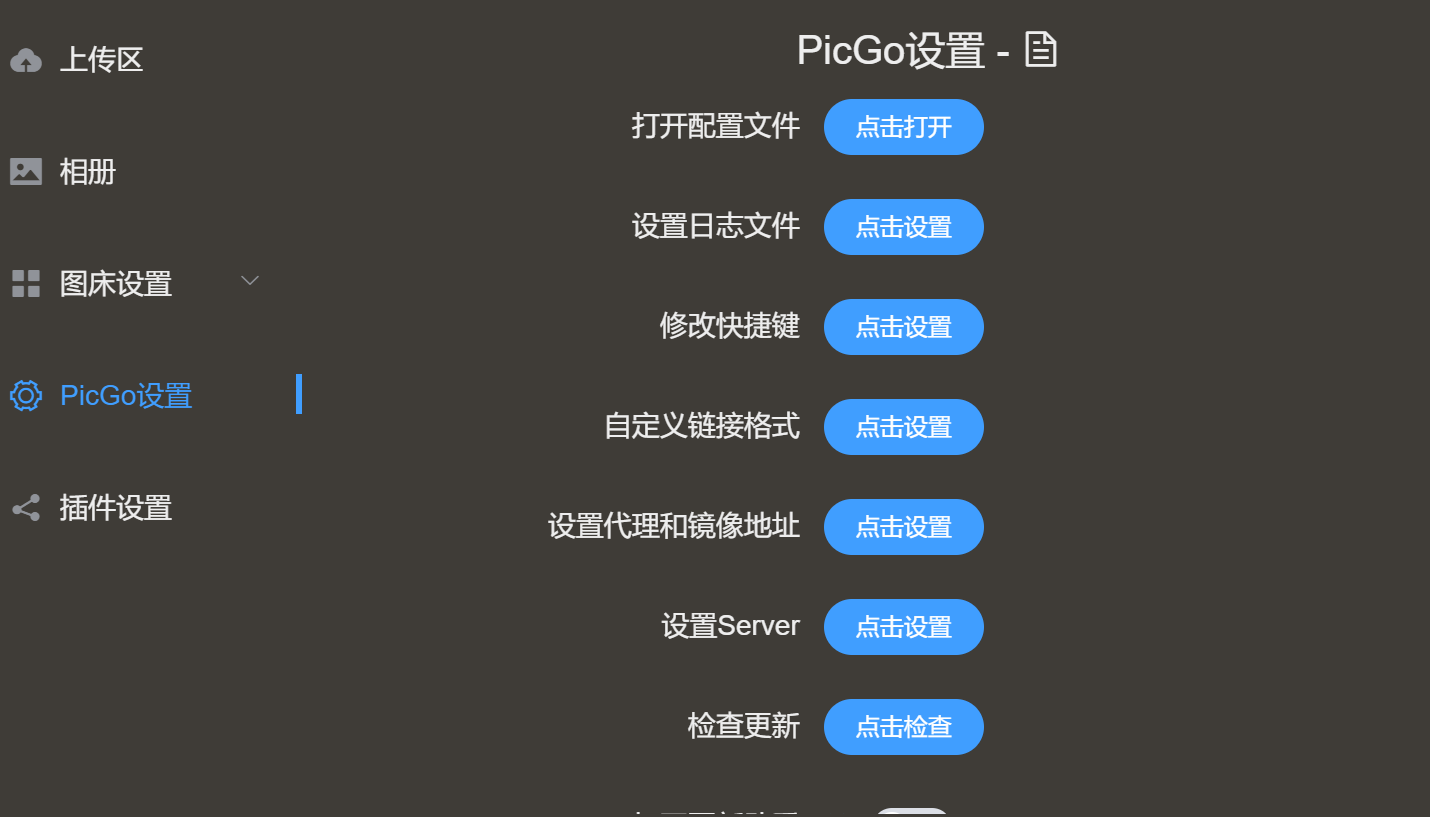 上传区
相册
图床设置
PicGo设置
插件设置
PicGo设置 -
打开配置文件 点击打开
设置日志文件 点击设置
修改快捷键 点击设置
自定义链接格式 点击设置
设置代理和镜像地址 点击设置
设置Server 点击设置
检查更新 点击检查